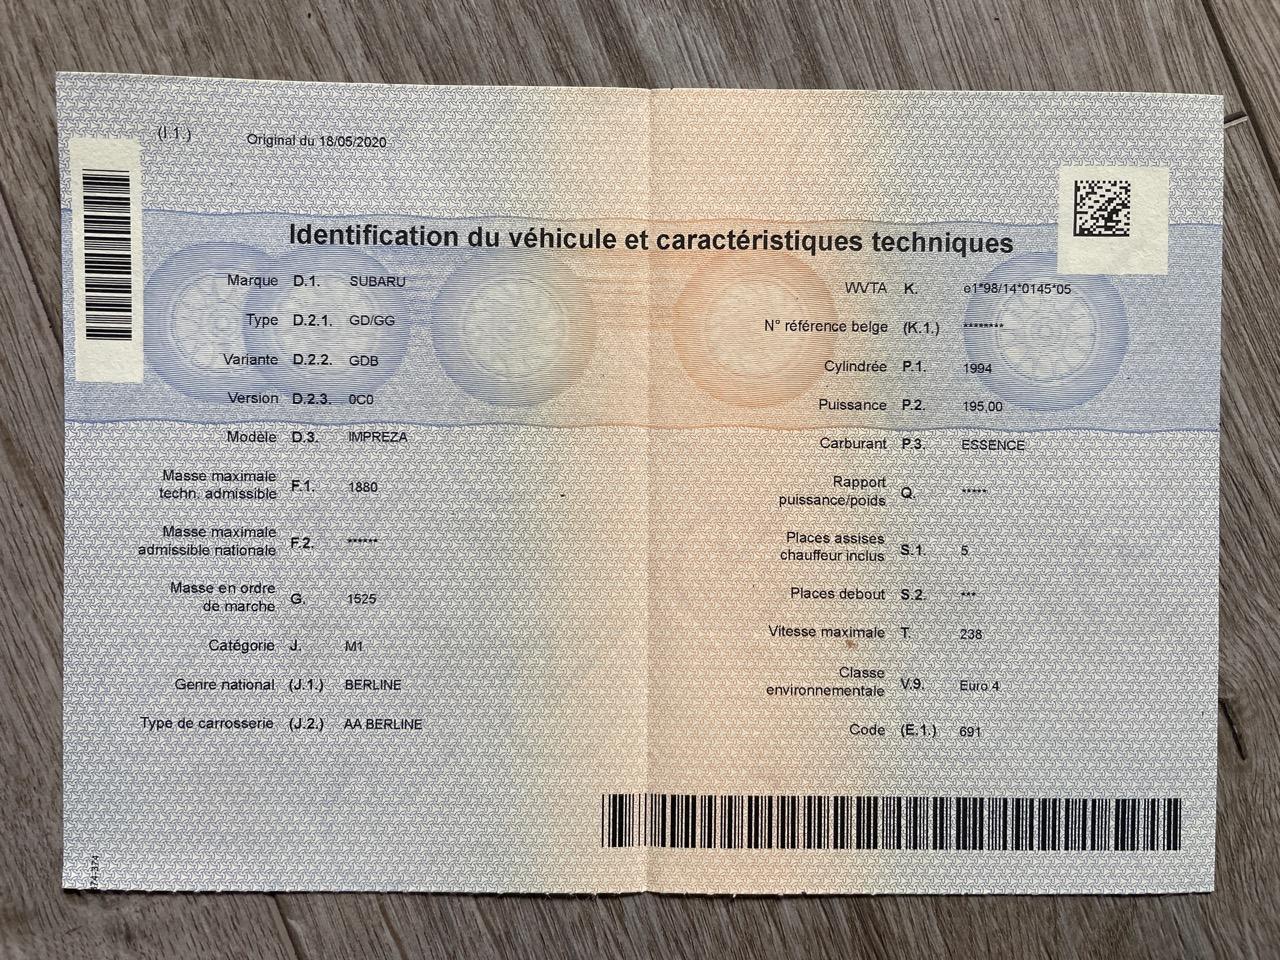 (I.1.) Original du 18/05/2020
Identification du véhicule et caractéristiques techniques
Marque D.1. SUBARU
Type D.2.1. GD/GG
Variante D.2.2. GDB
Version D.2.3. 0C0
Modèle D.3. IMPREZA
Masse maximale
techn. admissible F.1. 1880
Masse maximale
admissible nationale F.2. ******
Masse en ordre
de marche G. 1525
Catégorie J. M1
Genre national (J.1.) BERLINE
Type de carrosserie (J.2.) AA BERLINE
WVTA K. e1*98/14*0145*05
N° référence belge (K.1.) ********
Cylindrée P.1. 1994
Puissance P.2. 195,00
Carburant P.3. ESSENCE
Rapport
puissance/poids Q. *****
Places assises
chauffeur inclus S.1. 5
Places debout S.2. ***
Vitesse maximale T. 238
Classe
environnementale V.9. Euro 4
Code (E.1.) 691